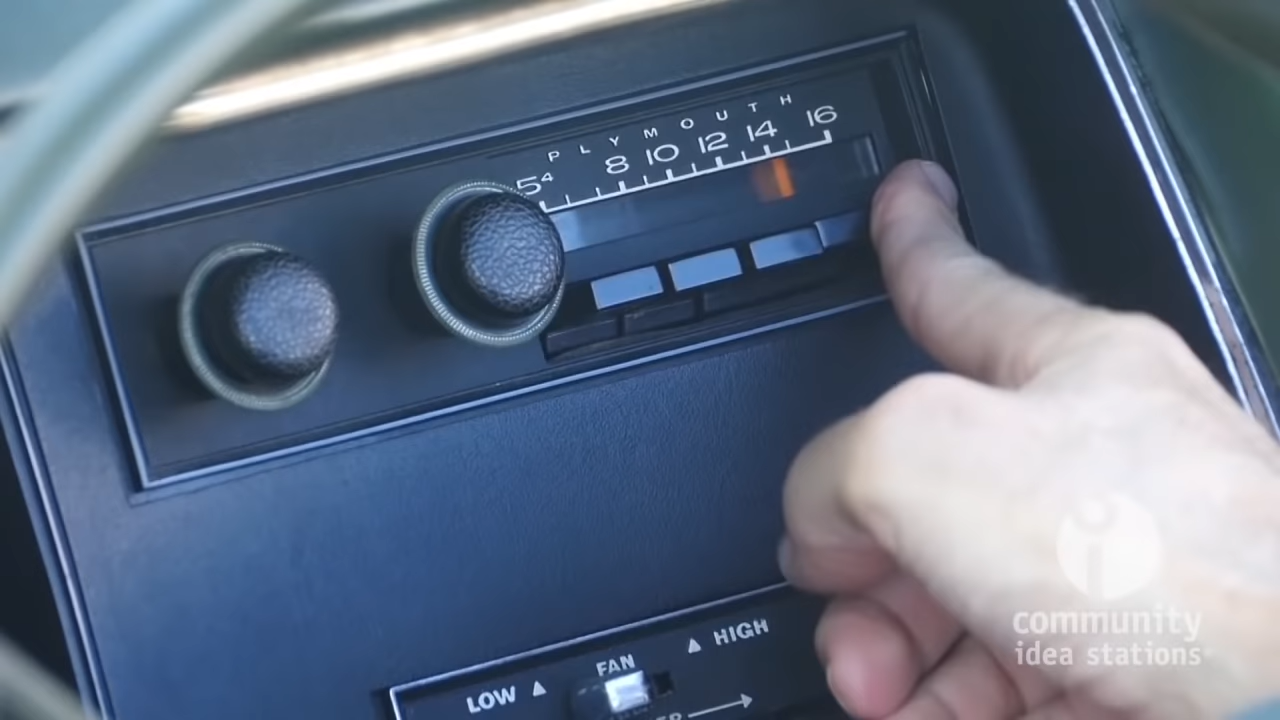 PLYMOUTH
5⁴ 8 10 12 14 16
FAN
LOW ▲ ▲ HIGH
community
idea stations